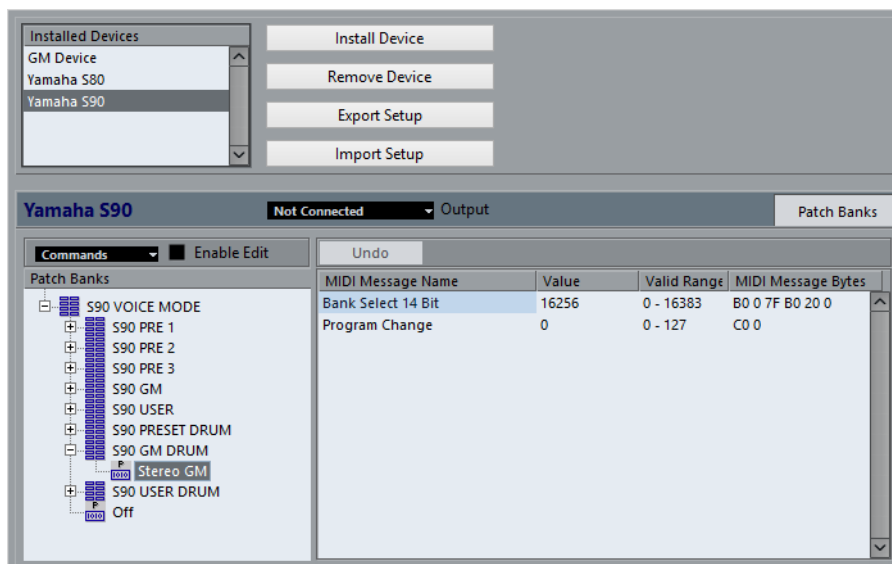 Installed Devices
GM Device
Yamaha S80
Yamaha S90
Install Device
Remove Device
Export Setup
Import Setup
Yamaha S90
Not Connected
Output
Patch Banks
Commands
Enable Edit
Undo
Patch Banks
S90 VOICE MODE
S90 PRE 1
S90 PRE 2
S90 PRE 3
S90 GM
S90 USER
S90 PRESET DRUM
S90 GM DRUM
P
1010
Stereo GM
S90 USER DRUM
P
1010
Off
MIDI Message Name Value Valid Range MIDI Message Bytes
Bank Select 14 Bit 16256 0 - 16383 B0 0 7F B0 20 0
Program Change 0 0 - 127 C0 0